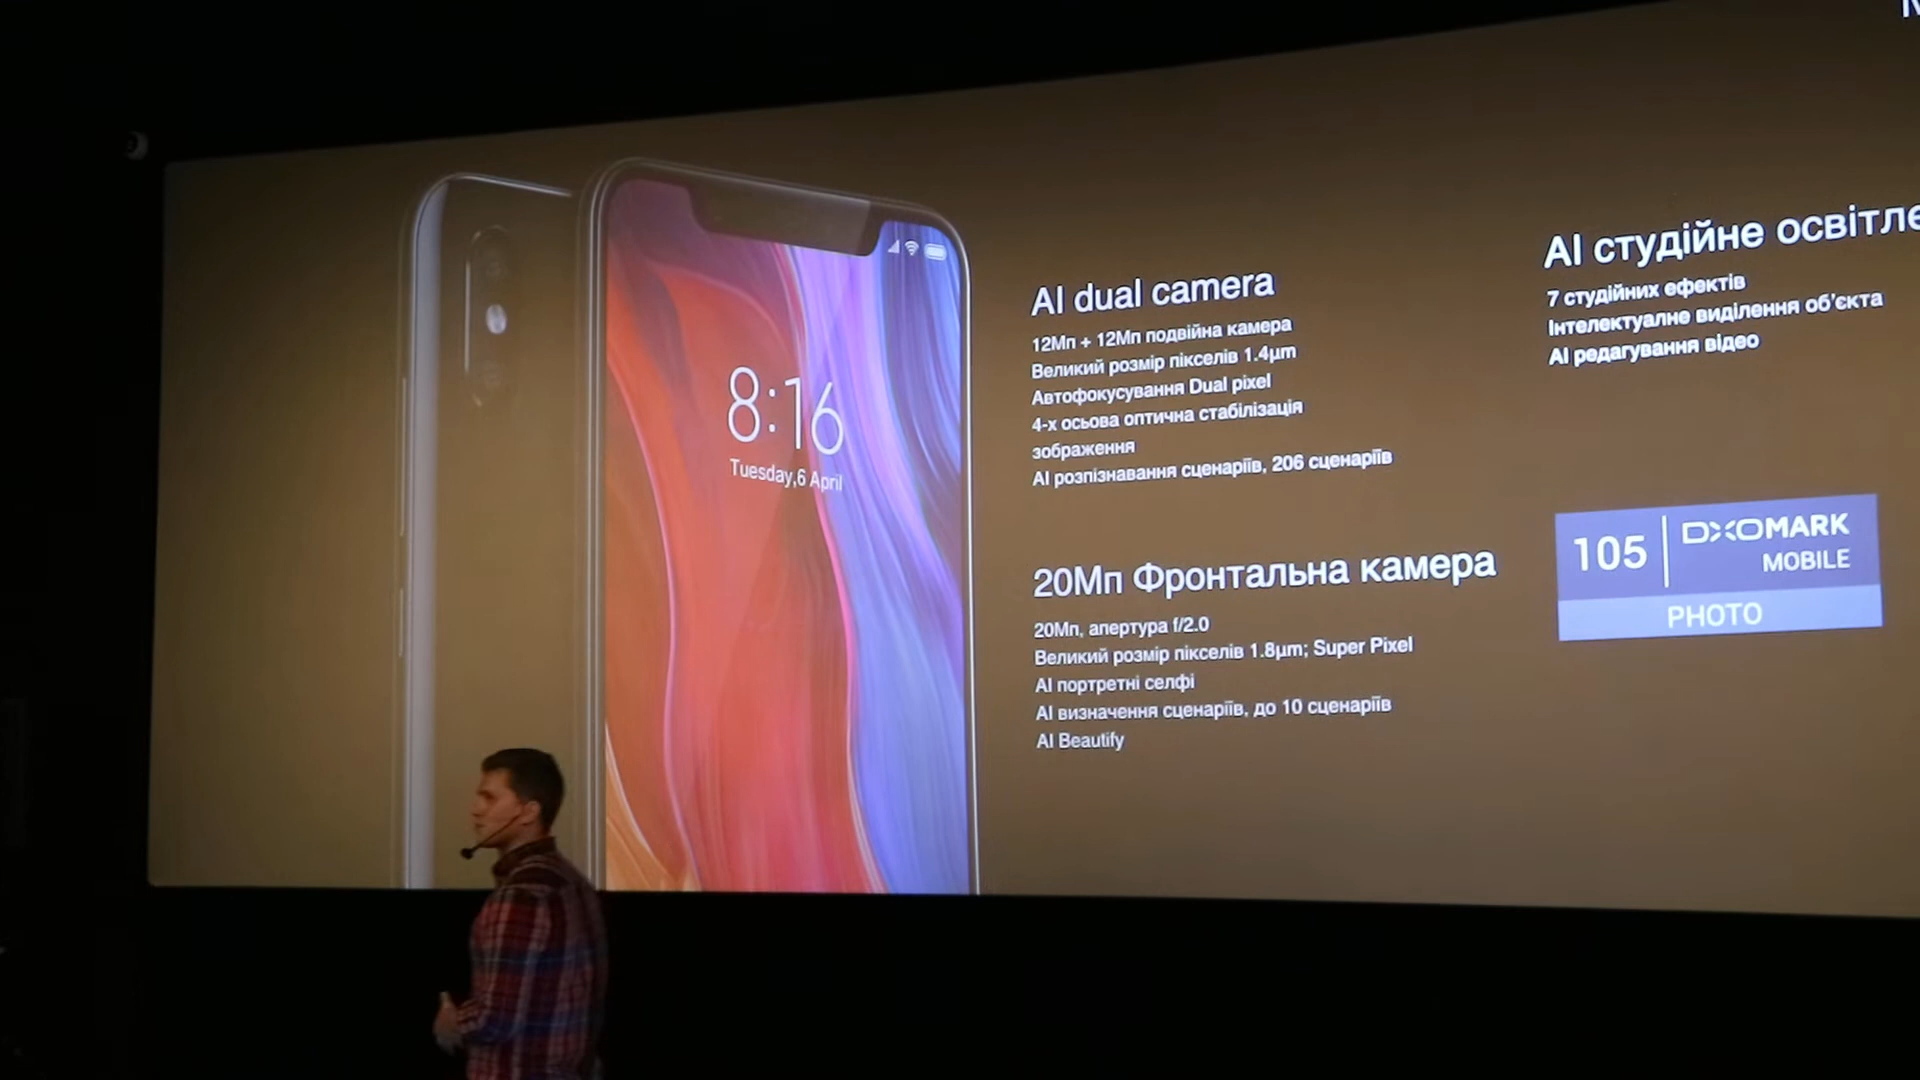 8:16
Tuesday,6 April
AI dual camera
12Мп + 12Мп подвійна камера
Великий розмір пікселів 1.4µm
Автофокусування Dual pixel
4-х осьова оптична стабілізація
зображення
AI розпізнавання сценаріїв, 206 сценаріїв
20Мп Фронтальна камера
20Мп, апертура f/2.0
Великий розмір пікселів 1.8µm; Super Pixel
AI портретні селфі
AI визначення сценаріїв, до 10 сценаріїв
AI Beautify
AI студійне освітле
7 студійних ефектів
Інтелектуалне виділення об'єкта
AI редагування відео
105 DXOMARK
MOBILE
PHOTO